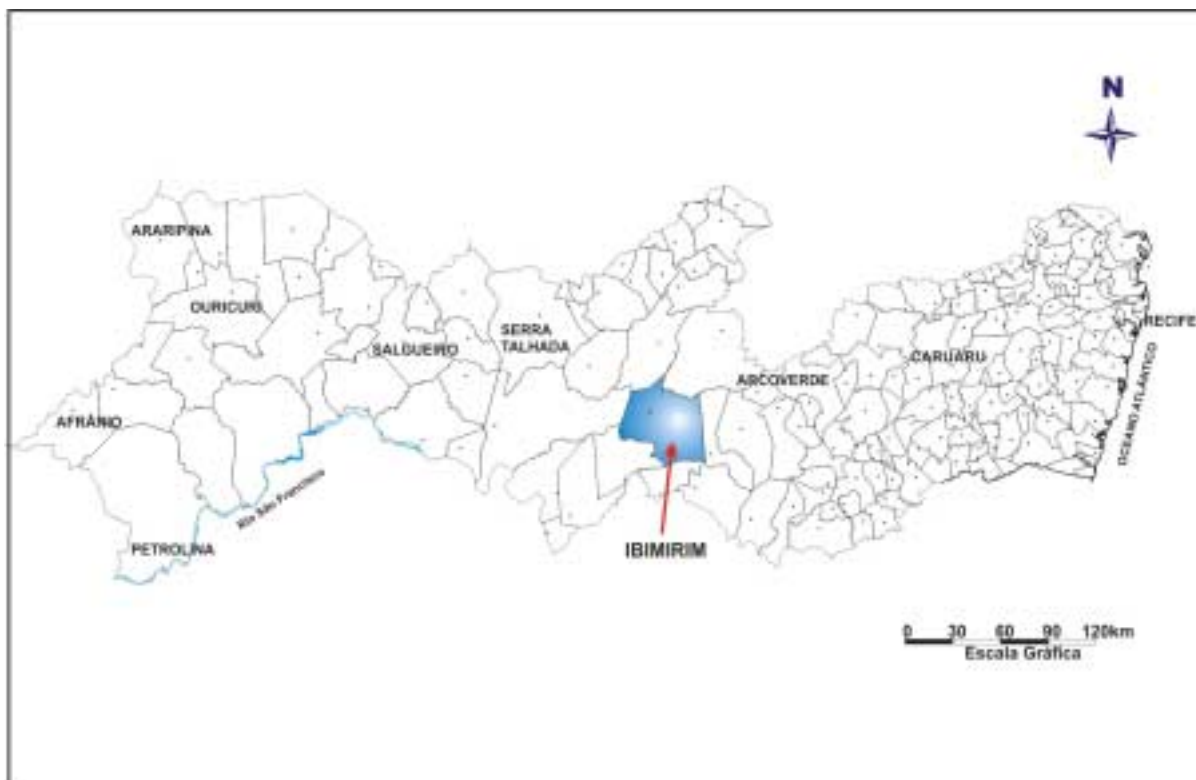 N
ARARIPINA
OURICURI
SERRA
TALHADA
SALGUEIRO
RECIFE
CARUARU
ARCOVERDE
OCEANO ATLÂNTICO
AFRÂNIO
Rio São Francisco
PETROLINA
IBIMIRIM
0 30 60 90 120km
Escala Gráfica